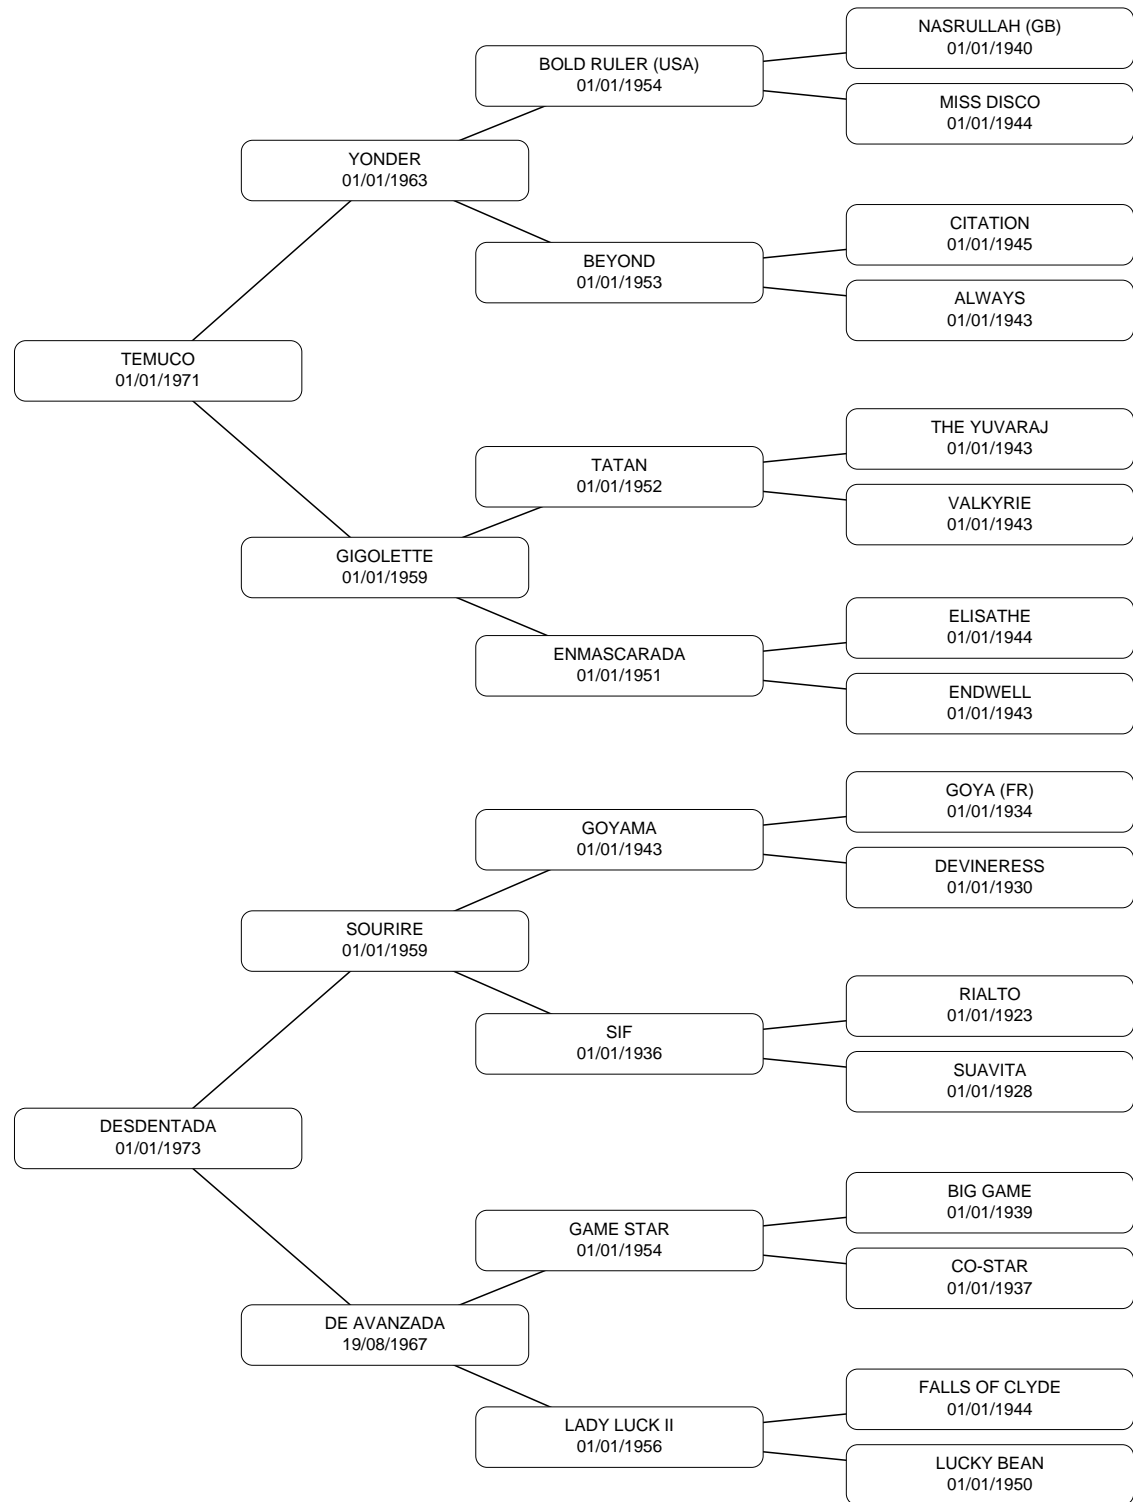 NASRULLAH (GB)
01/01/1940
BOLD RULER (USA)
01/01/1954
MISS DISCO
01/01/1944
YONDER
01/01/1963
CITATION
01/01/1945
BEYOND
01/01/1953
ALWAYS
01/01/1943
TEMUCO
01/01/1971
THE YUVARAJ
01/01/1943
TATAN
01/01/1952
VALKYRIE
01/01/1943
GIGOLETTE
01/01/1959
ELISATHE
01/01/1944
ENMASCARADA
01/01/1951
ENDWELL
01/01/1943
GOYA (FR)
01/01/1934
GOYAMA
01/01/1943
DEVINERESS
01/01/1930
SOURIRE
01/01/1959
RIALTO
01/01/1923
SIF
01/01/1936
SUAVITA
01/01/1928
DESDENTADA
01/01/1973
BIG GAME
01/01/1939
GAME STAR
01/01/1954
CO-STAR
01/01/1937
DE AVANZADA
19/08/1967
FALLS OF CLYDE
01/01/1944
LADY LUCK II
01/01/1956
LUCKY BEAN
01/01/1950